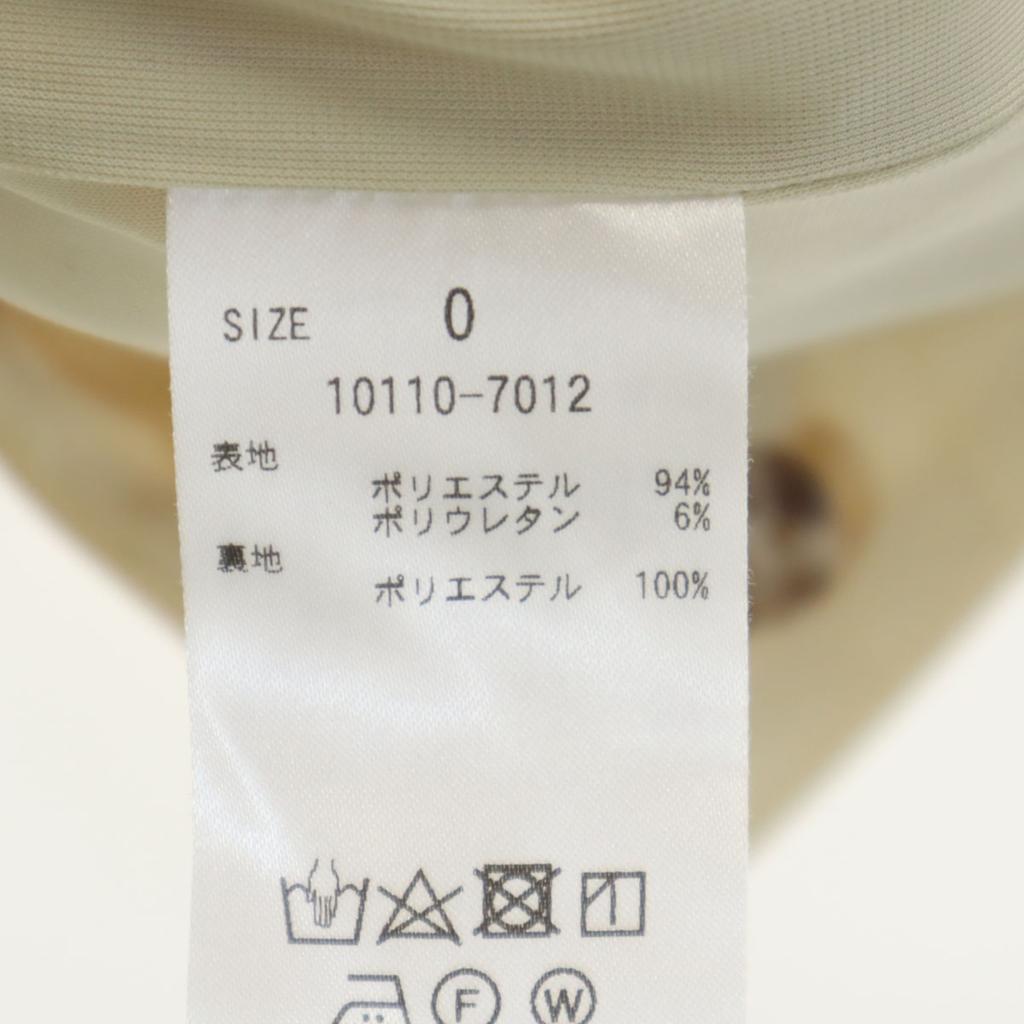 SIZE 0
10110-7012
表地
ポリエステル 94%
ポリウレタン 6%
裏地
ポリエステル 100%
F W